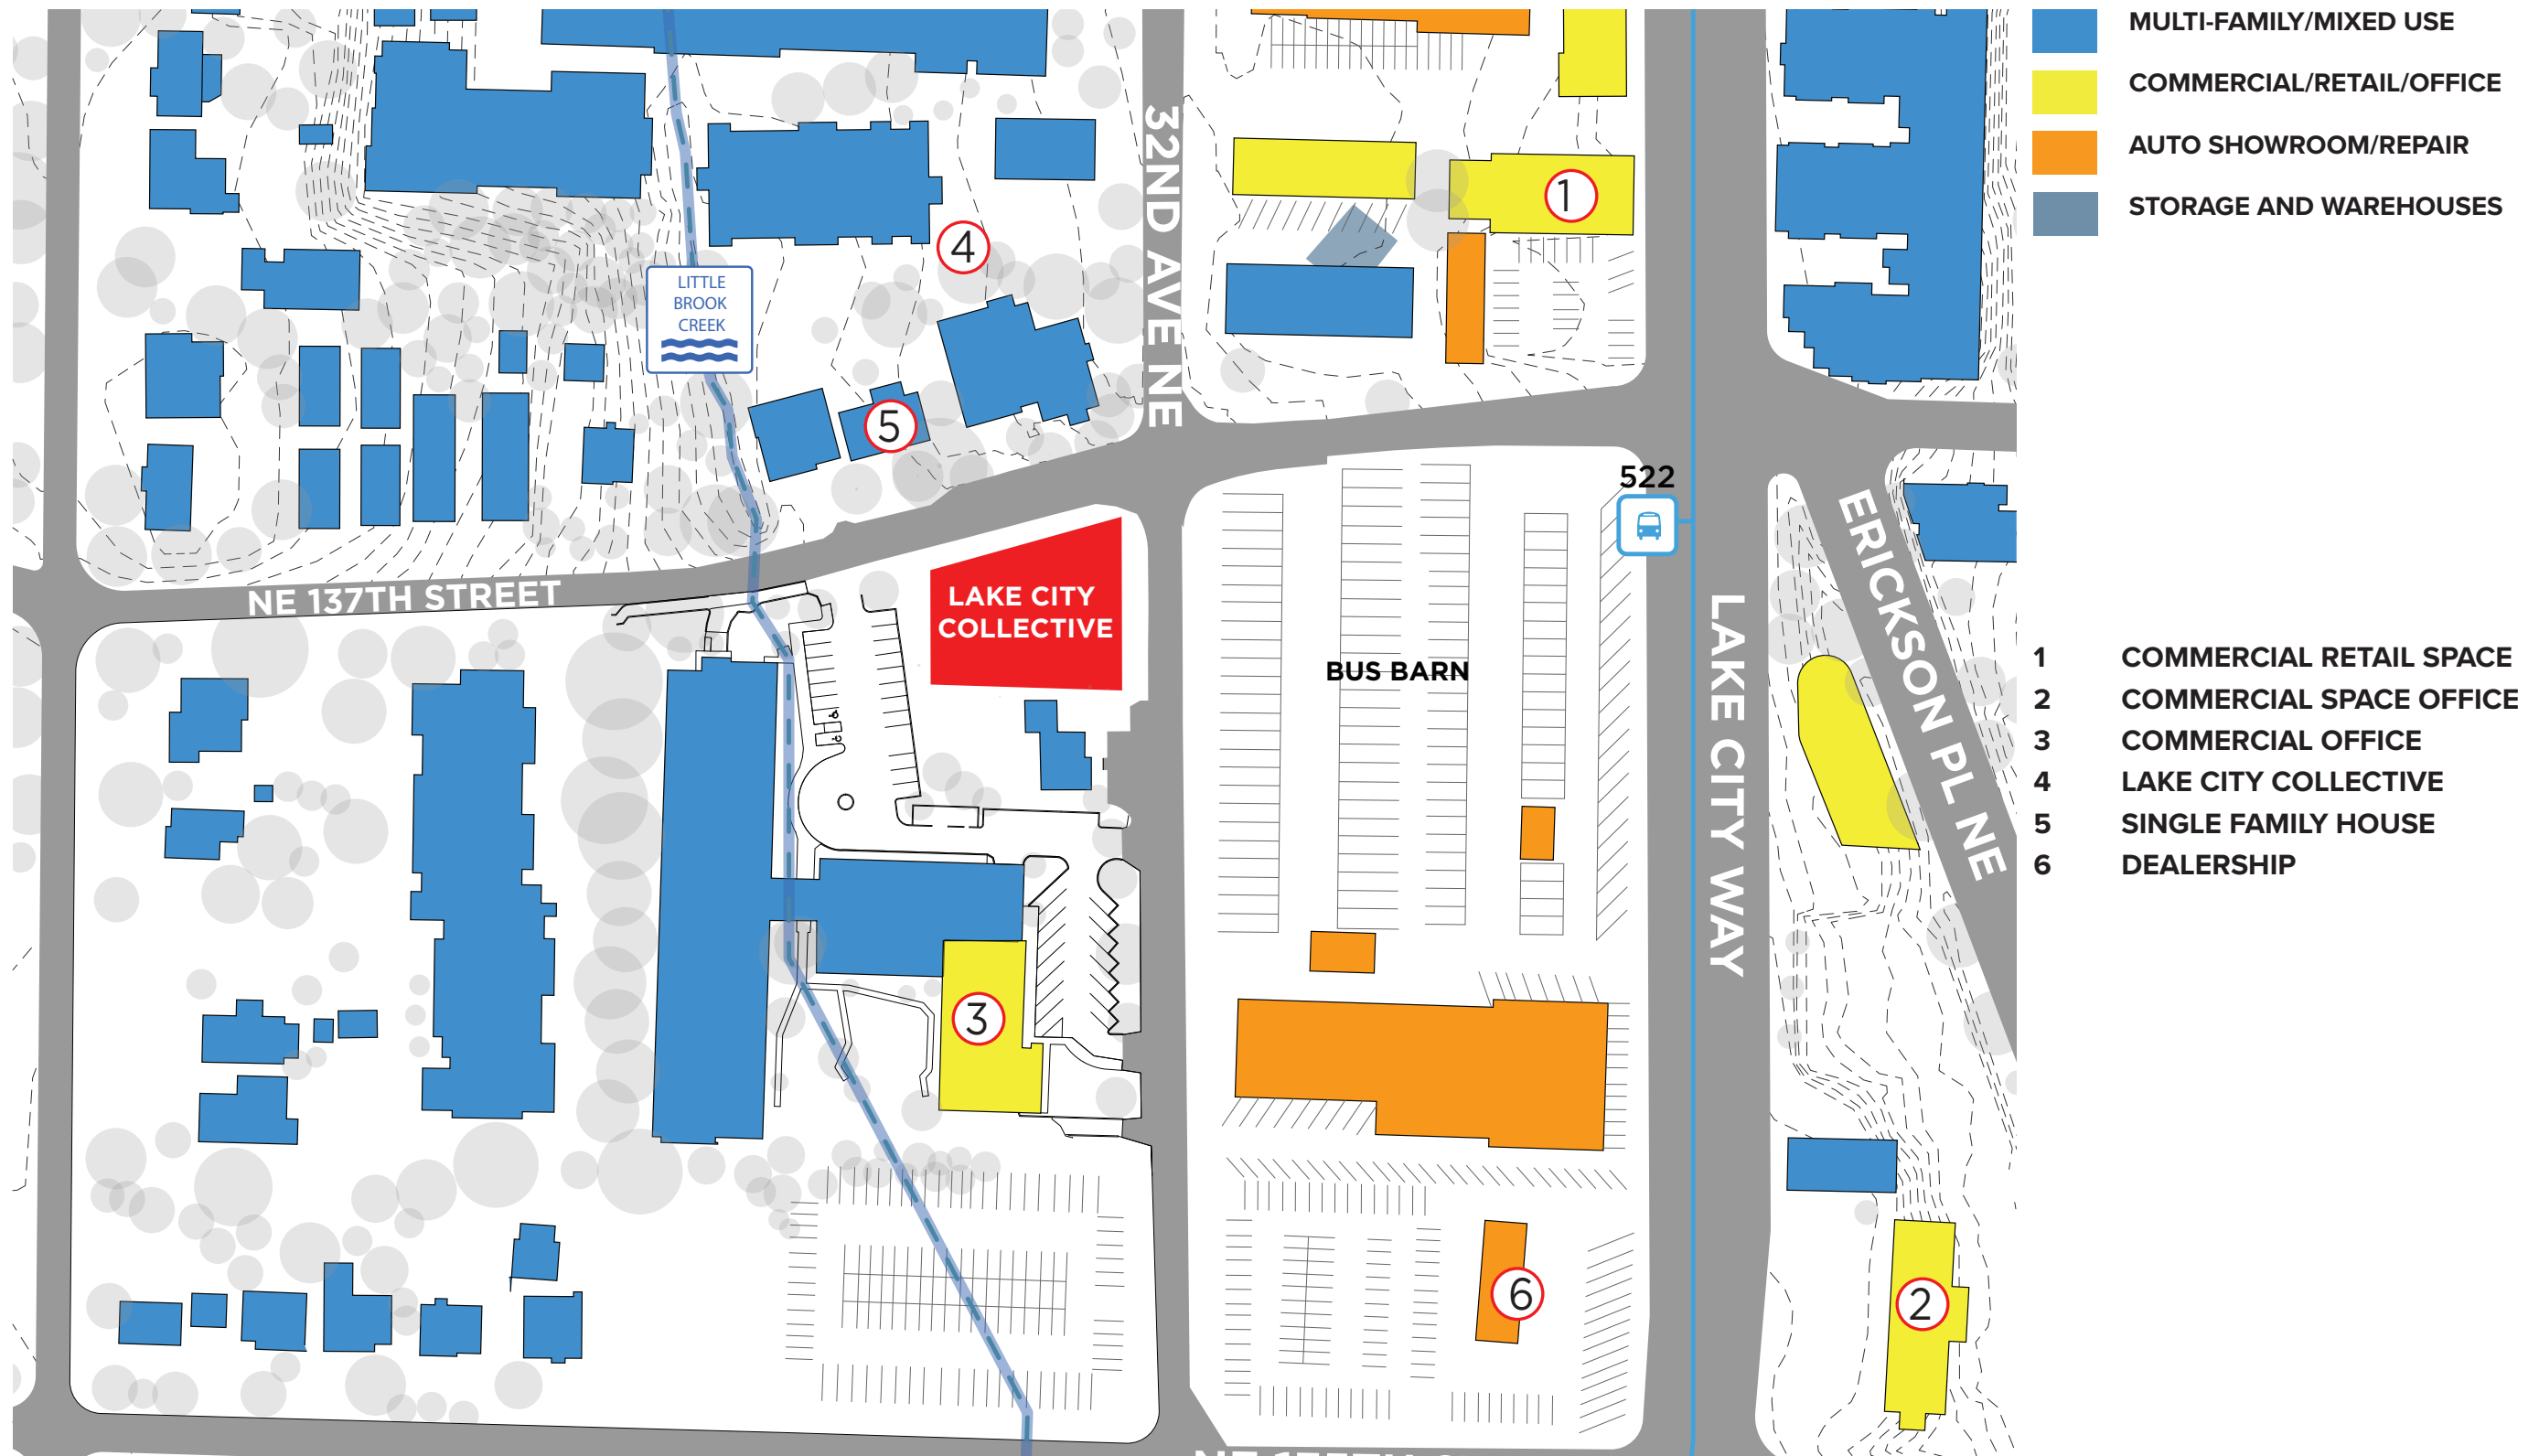 MULTI-FAMILY/MIXED USE
COMMERCIAL/RETAIL/OFFICE
AUTO SHOWROOM/REPAIR
STORAGE AND WAREHOUSES
32ND AVE NE
1
4
LITTLE
BROOK
CREEK
5
522
ERICKSON PL NE
NE 137TH STREET
LAKE CITY
COLLECTIVE
BUS BARN
LAKE CITY WAY
1 COMMERCIAL RETAIL SPACE
2 COMMERCIAL SPACE OFFICE
3 COMMERCIAL OFFICE
4 LAKE CITY COLLECTIVE
5 SINGLE FAMILY HOUSE
6 DEALERSHIP
3
6
2